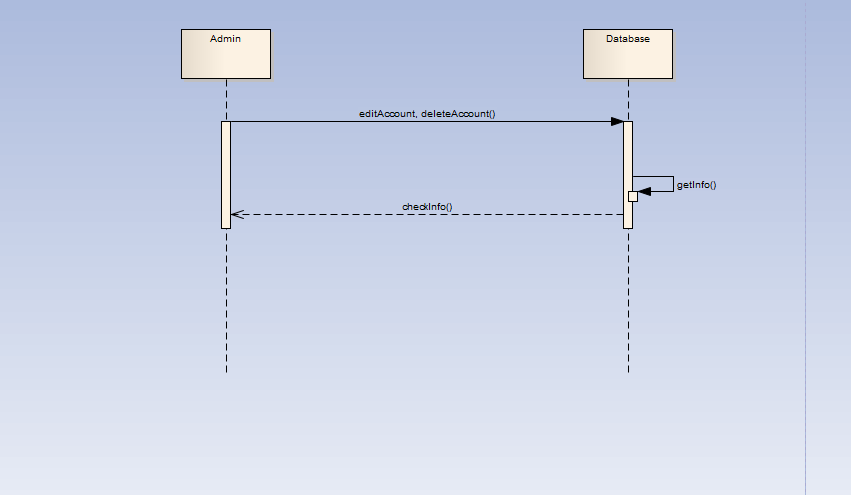 Admin
Database
editAccount, deleteAccount()
getInfo()
checkInfo()